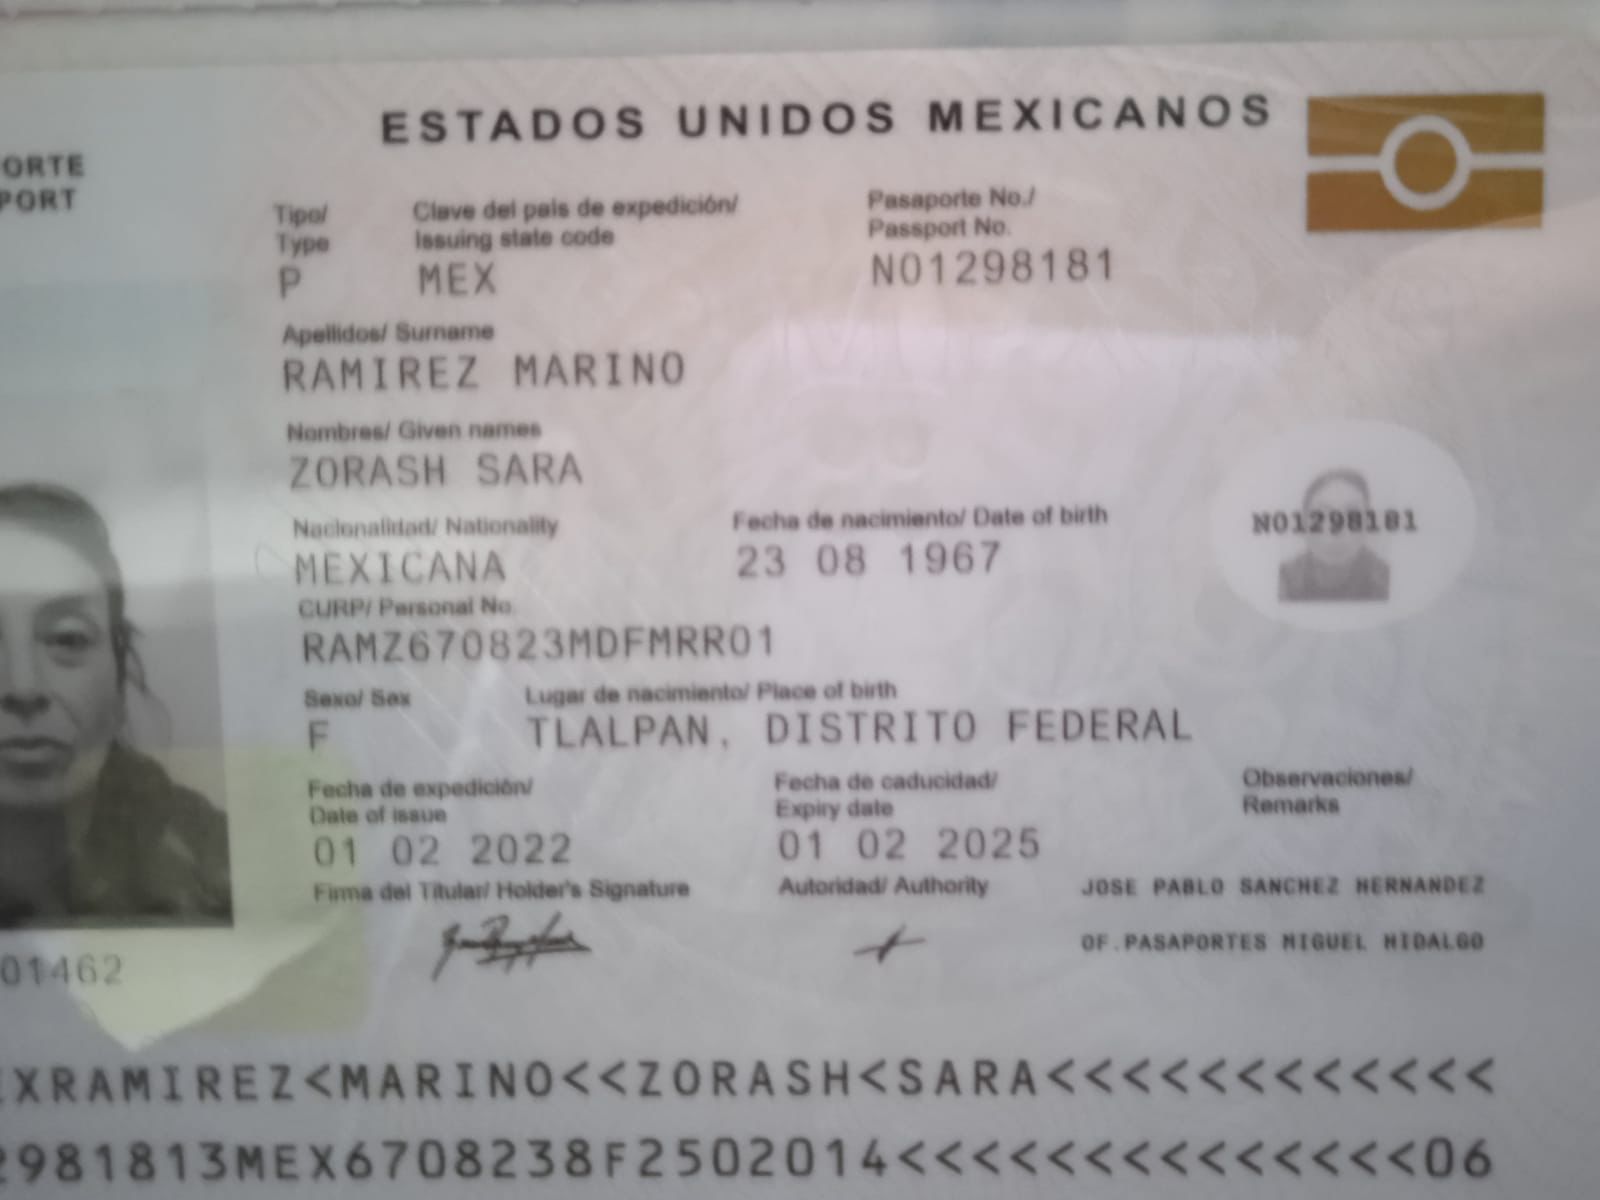 ESTADOS UNIDOS MEXICANOS
ORTE
PORT
Tipo/ Clave del país de expedición/ Pasaporte No./
Type Issuing state code Passport No.
P MEX N01298181
Apellidos/ Surname
RAMIREZ MARINO
Nombres/ Given names
ZORASH SARA
Nacionalidad/ Nationality Fecha de nacimiento/ Date of birth
MEXICANA 23 08 1967
N01298181
CURP/ Personal No.
RAMZ670823MDFMRR01
Sexo/ Sex Lugar de nacimiento/ Place of birth
F TLALPAN, DISTRITO FEDERAL
Fecha de expedición/ Fecha de caducidad/ Observaciones/
Date of issue Expiry date Remarks
01 02 2022 01 02 2025
Firma del Titular/ Holder's Signature Autoridad/ Authority JOSE PABLO SANCHEZ HERNANDEZ
OF.PASAPORTES MIGUEL HIDALGO
01462
XRAMIREZ<MARINO<<ZORASH<SARA<<<<<<<<<<<<
981813MEX6708238F2502014<<<<<<<<<<<<<<06